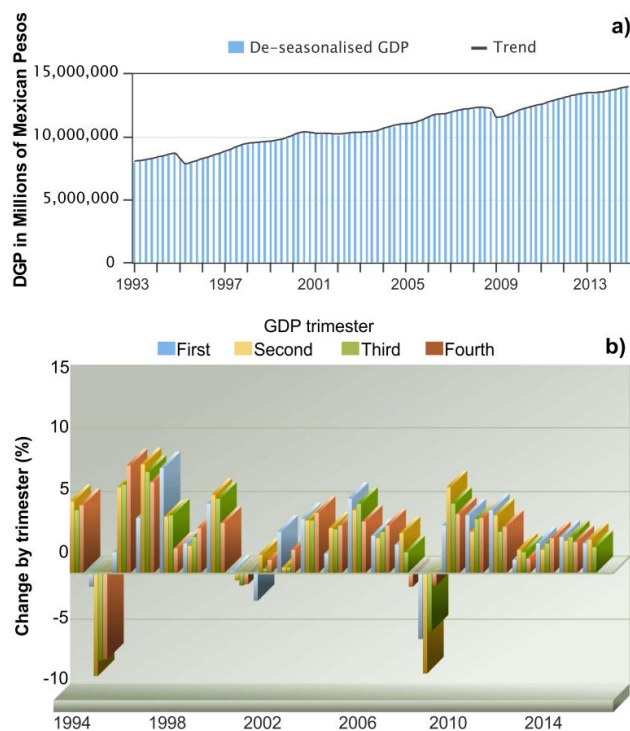 a)
De-seasonalised GDP Trend
DGP in Millions of Mexican Pesos
15,000,000
10,000,000
5,000,000
0
1993 1997 2001 2005 2009 2013
GDP trimester
b)
First Second Third Fourth
Change by trimester (%)
15
10
5
0
-5
-10
1994 1998 2002 2006 2010 2014